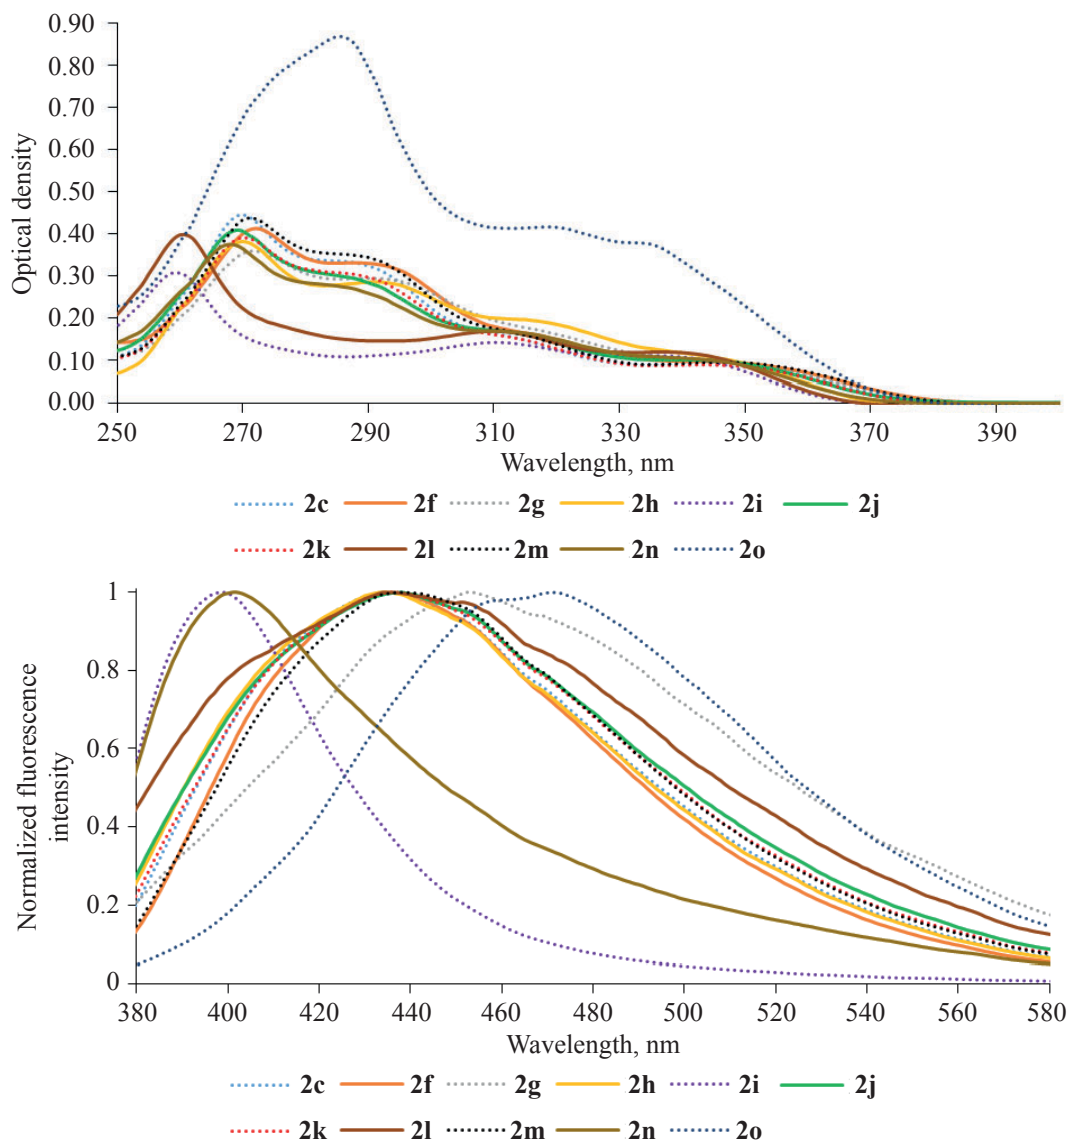 0.90
0.80
0.70
0.60
0.50
0.40
0.30
0.20
0.10
0.00
Optical density
250 270 290 310 330 350 370 390
Wavelength, nm
2c 2f 2g 2h 2i 2j
2k 2l 2m 2n 2o
1
0.8
0.6
0.4
0.2
0
Normalized fluorescence
intensity
380 400 420 440 460 480 500 520 540 560 580
Wavelength, nm
2c 2f 2g 2h 2i 2j
2k 2l 2m 2n 2o